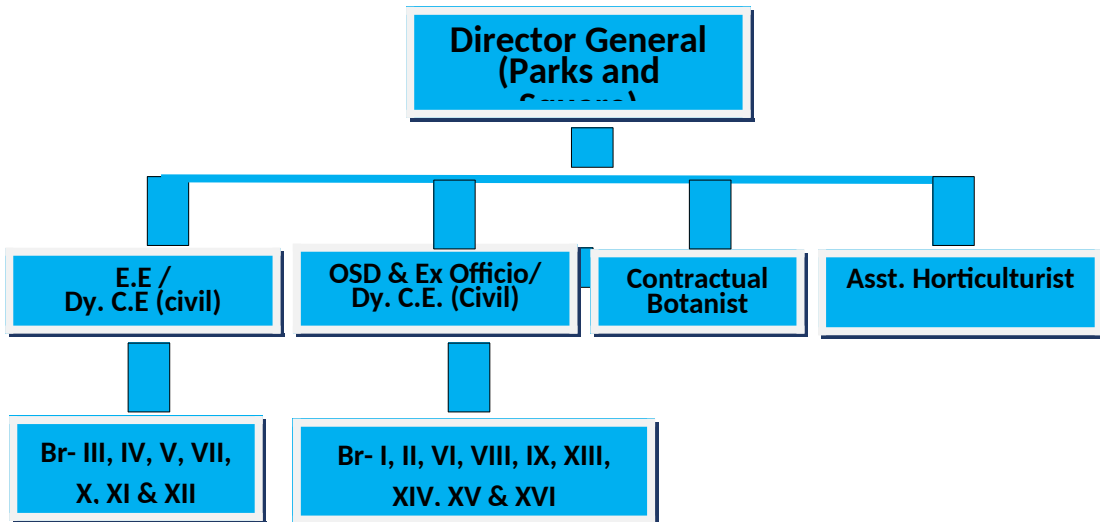 Director General
(Parks and
E.E /
Dy. C.E (civil)
OSD & Ex Officio/
Dy. C.E. (Civil)
Contractual
Botanist
Asst. Horticulturist
Br- III, IV, V, VII,
X, XI & XII
Br- I, II, VI, VIII, IX, XIII,
XIV. XV & XVI